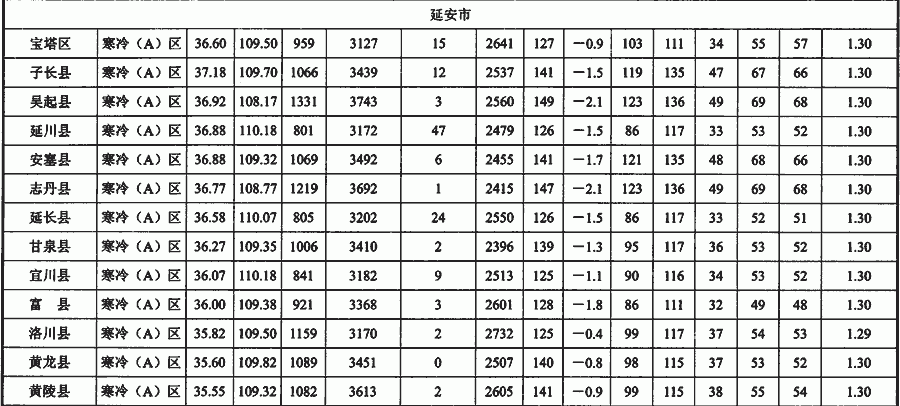 延安市
宝塔区 寒冷（A）区 36.60 109.50 959 3127 15 2641 127 －0.9 103 111 34 55 57 1.30
子长县 寒冷（A）区 37.18 109.70 1066 3439 12 2537 141 －1.5 119 135 47 67 66 1.30
吴起县 寒冷（A）区 36.92 108.17 1331 3743 3 2560 149 －2.1 123 136 49 69 68 1.30
延川县 寒冷（A）区 36.88 110.18 801 3172 47 2479 126 －1.5 86 117 33 53 52 1.30
安塞县 寒冷（A）区 36.88 109.32 1069 3492 6 2455 141 －1.7 121 135 48 68 66 1.30
志丹县 寒冷（A）区 36.77 108.77 1219 3692 1 2415 147 －2.1 123 136 49 69 68 1.30
延长县 寒冷（A）区 36.58 110.07 805 3202 24 2550 126 －1.5 86 117 33 52 51 1.30
甘泉县 寒冷（A）区 36.27 109.35 1006 3410 2 2396 139 －1.3 95 117 36 53 52 1.30
宜川县 寒冷（A）区 36.07 110.18 841 3182 9 2513 125 －1.1 90 116 34 53 52 1.30
富 县 寒冷（A）区 36.00 109.38 921 3368 3 2601 128 －1.8 86 111 32 49 48 1.30
洛川县 寒冷（A）区 35.82 109.50 1159 3170 2 2732 125 －0.4 99 117 37 54 53 1.29
黄龙县 寒冷（A）区 35.60 109.82 1089 3451 0 2507 140 －0.8 98 115 37 53 52 1.30
黄陵县 寒冷（A）区 35.55 109.32 1082 3613 2 2605 141 －0.9 99 115 38 55 54 1.30